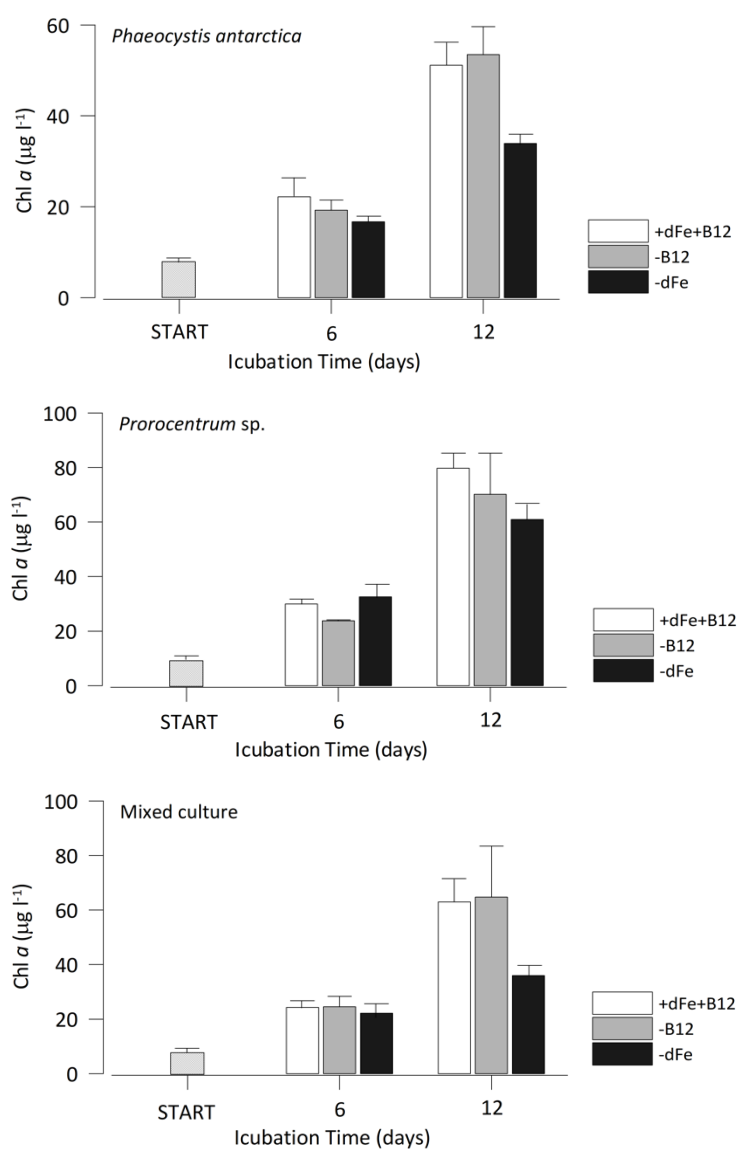 Phaeocystis antarctica
Chl a (µg l-1)
60
40
20
0
START
6
12
Icubation Time (days)
+dFe+B12
-B12
-dFe
Prorocentrum sp.
Chl a (µg l-1)
100
80
60
40
20
0
START
6
12
Icubation Time (days)
+dFe+B12
-B12
-dFe
Mixed culture
Chl a (µg l-1)
100
80
60
40
20
0
START
6
12
Icubation Time (days)
+dFe+B12
-B12
-dFe